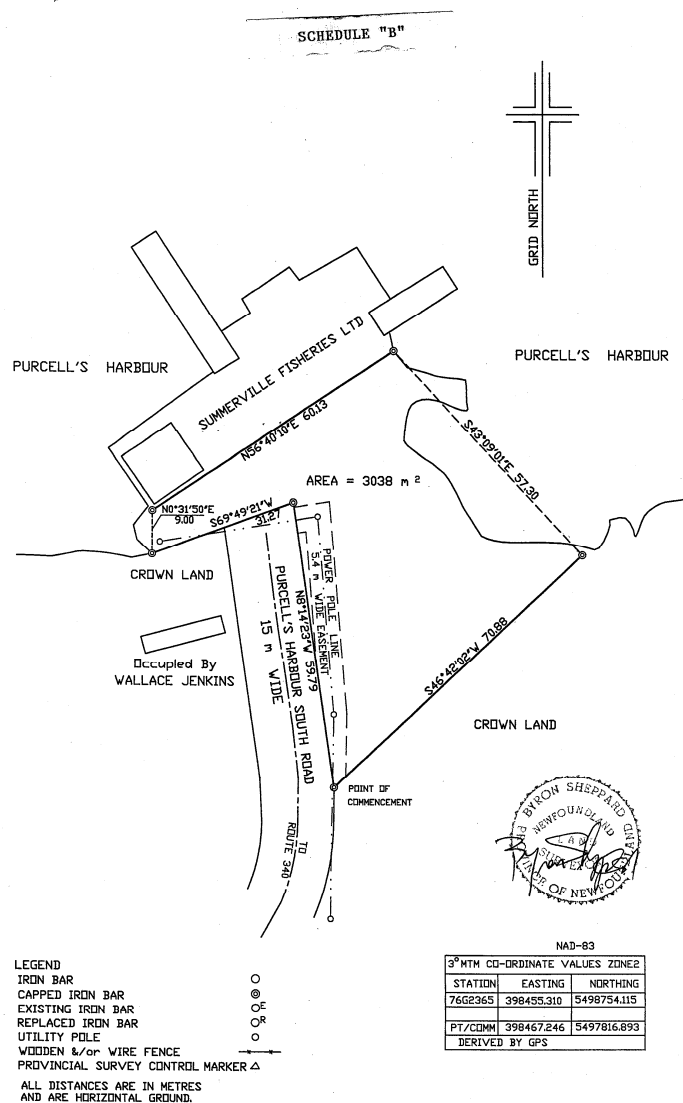 SCHEDULE "B"
GRID NORTH
PURCELL'S HARBOUR
SUMMERVILLE FISHERIES LTD
PURCELL'S HARBOUR
N56°40'10"E 60.13
S43°09'01"E 57.30
AREA = 3038 m 2
N0°31'50"E
9.00
S69°49'21"W
31.27
CROWN LAND
POWER POLE LINE
5.4 m WIDE EASEMENT
N8°14'23"W 59.79
PURCELL'S HARBOUR SOUTH ROAD
15 m WIDE
Occupied By
WALLACE JENKINS
S46°42'02"W 70.88
CROWN LAND
POINT OF
COMMENCEMENT
TO
ROUTE 340
BYRON SHEPPARD
NEWFOUNDLAND
LAND
SURVEYOR
PROVINCE OF NEWFOUNDLAND
NAD-83
3° MTM CO-ORDINATE VALUES ZONE2
STATION EASTING NORTHING
76G2365 398455.310 5498754.115
PT/COMM 398467.246 5497816.893
DERIVED BY GPS
LEGEND
IRON BAR
CAPPED IRON BAR
EXISTING IRON BAR E
REPLACED IRON BAR R
UTILITY POLE
WOODEN &/or WIRE FENCE
PROVINCIAL SURVEY CONTROL MARKER
ALL DISTANCES ARE IN METRES
AND ARE HORIZONTAL GROUND.